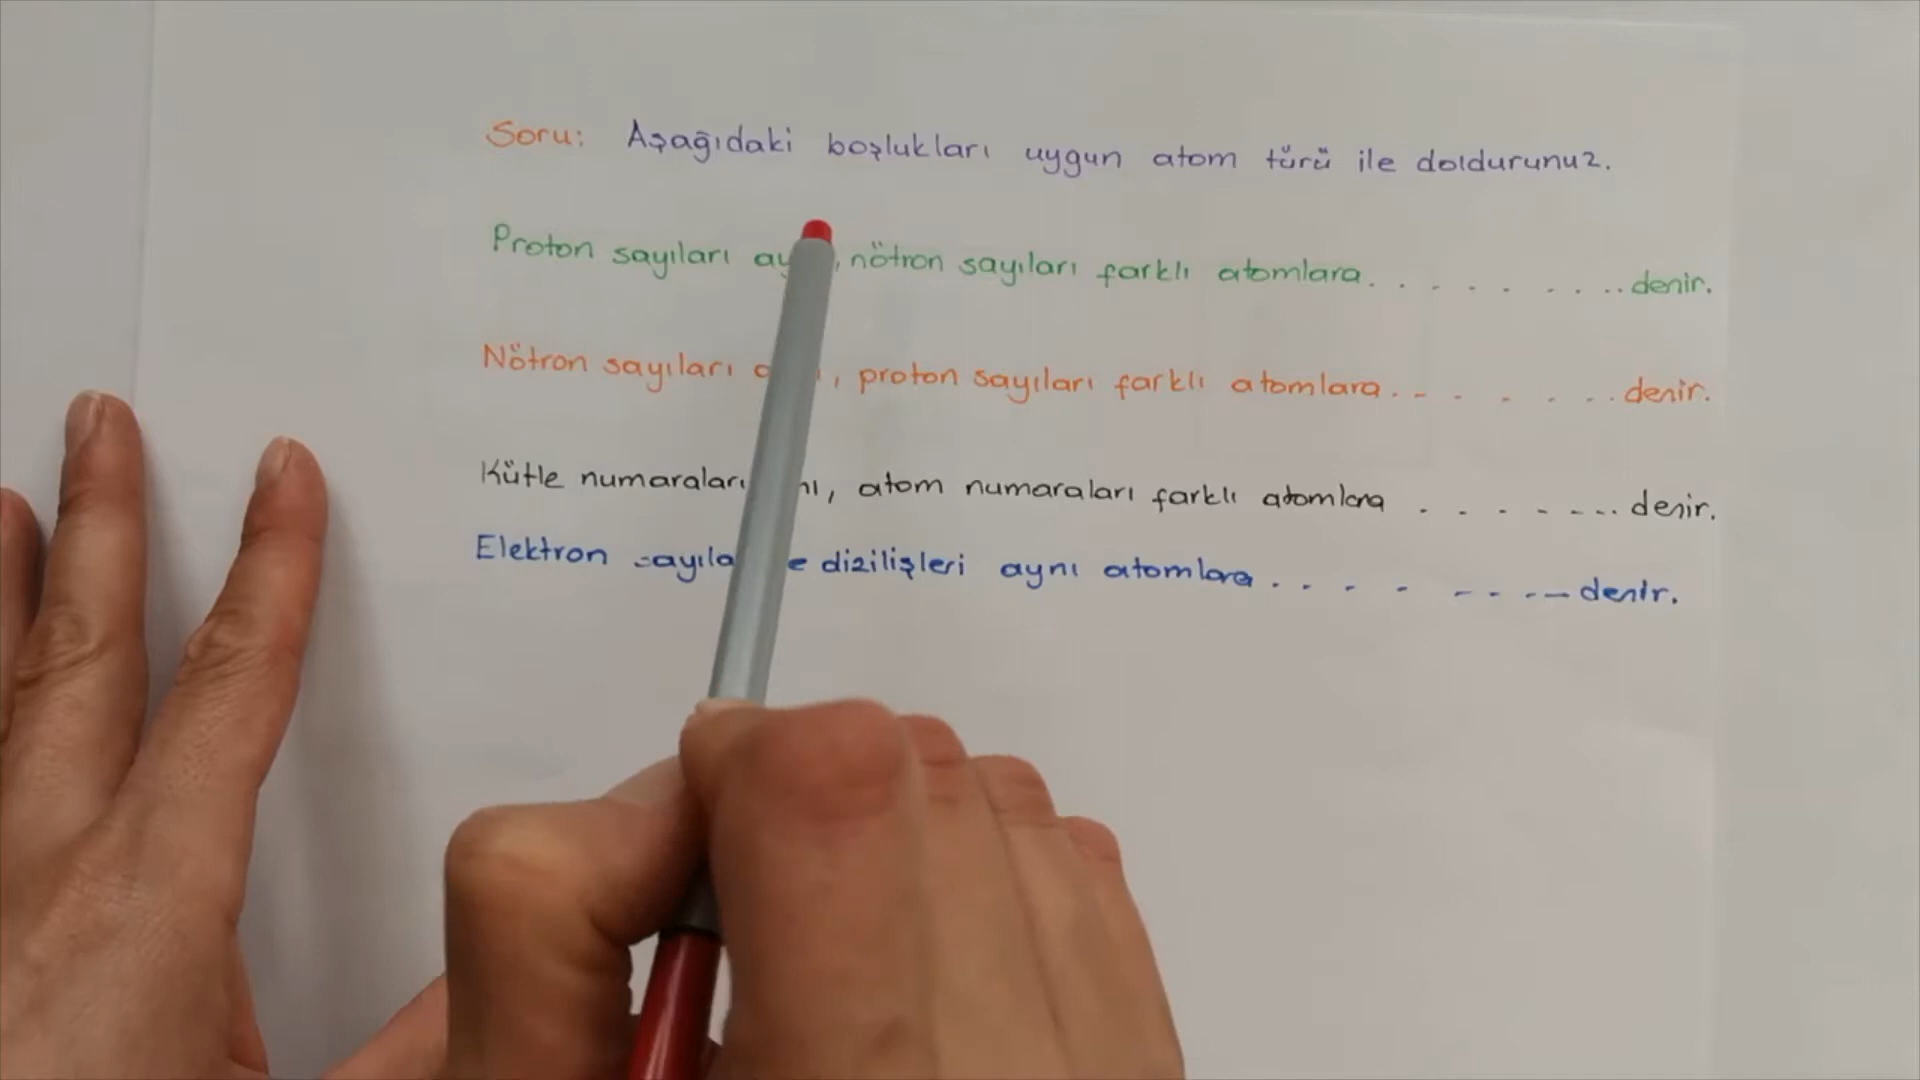 Soru: Aşağıdaki boşlukları uygun atom türü ile doldurunuz.
Proton sayıları , nötron sayıları farklı atomlara. . . . . . . . . . denir.
Nötron sayıları , proton sayıları farklı atomlara. . - . . . . . . denir.
Kütle numaraları , atom numaraları farklı atomlara . . . - - - . . denir.
Elektron dizilişleri aynı atomlara . . . . - - - - - — denir.